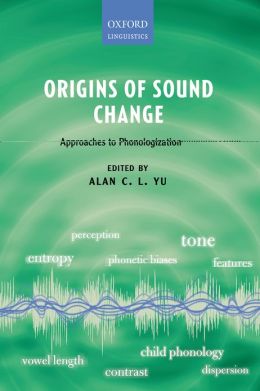 OXFORD
LINGUISTICS
ORIGINS OF SOUND
CHANGE
Approaches to Phonologization
EDITED BY
ALAN C. L. YU
perception
tone
entropy
phonetic biases
features
vowel length
child phonology
contrast
dispersion